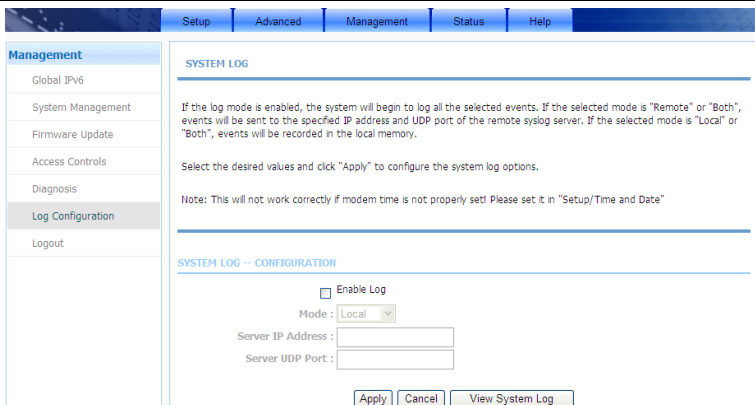 Setup Advanced Management Status Help
Management
Global IPv6
System Management
Firmware Update
Access Controls
Diagnosis
Log Configuration
Logout
SYSTEM LOG
If the log mode is enabled, the system will begin to log all the selected events. If the selected mode is "Remote" or "Both",
events will be sent to the specified IP address and UDP port of the remote syslog server. If the selected mode is "Local" or
"Both", events will be recorded in the local memory.
Select the desired values and click "Apply" to configure the system log options.
Note: This will not work correctly if modem time is not properly set! Please set it in "Setup/Time and Date"
SYSTEM LOG -- CONFIGURATION
Enable Log
Mode : Local
Server IP Address :
Server UDP Port :
Apply Cancel View System Log